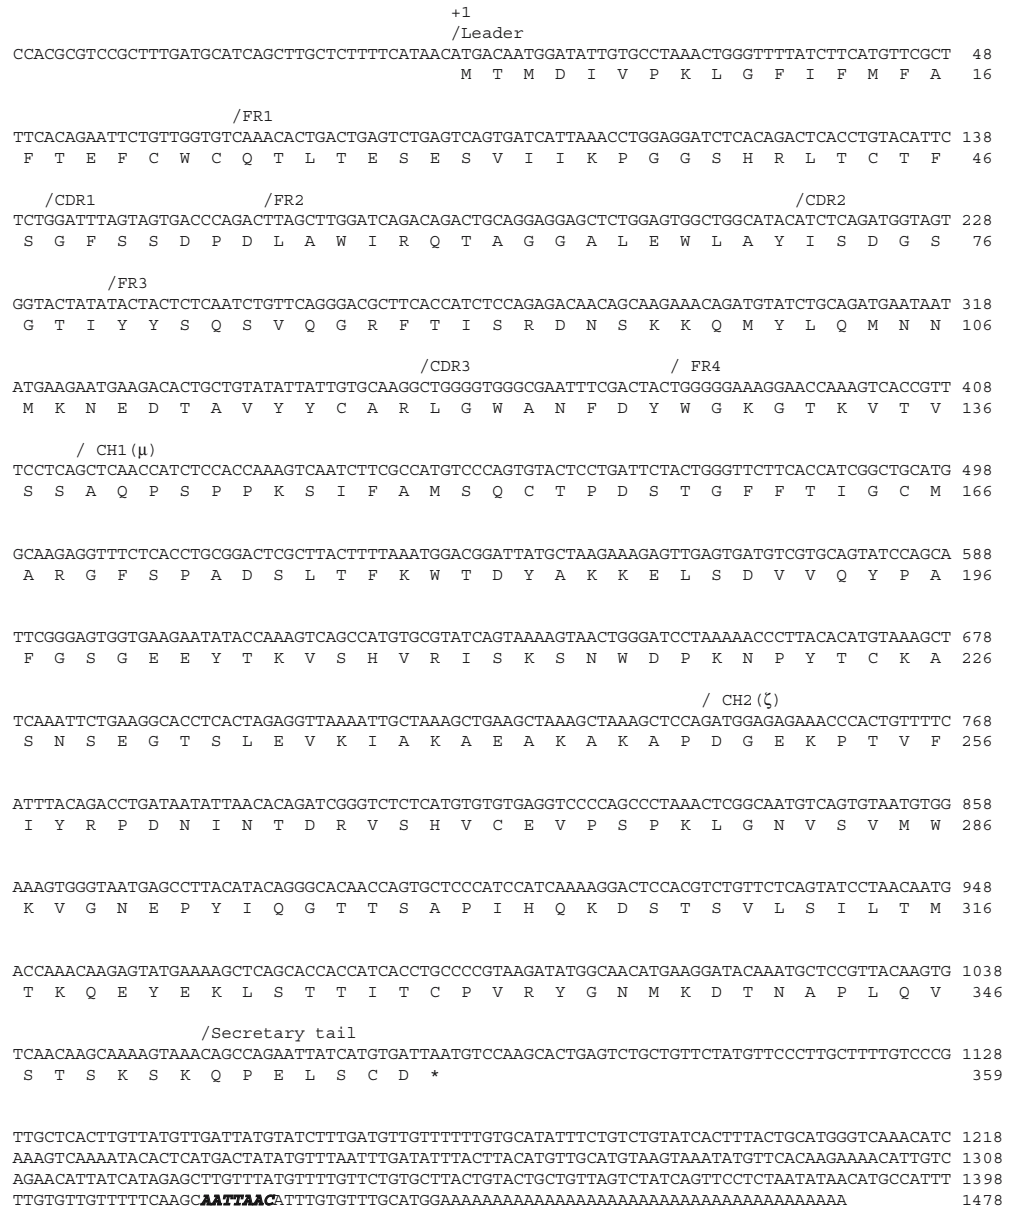 +1
/Leader
CCACGCGTCCGCTTTGATGCATCAGCTTGCTCTTTTCATAACATGACAATGGATATTGTGCCTAAACTGGGTTTTATCTTCATGTTCGCT 48
M T M D I V P K L G F I F M F A 16
/FR1
TTCACAGAATTCTGTTGGTGTCAAACACTGACTGAGTCTGAGTCAGTGATCATTAAACCTGGAGGATCTCACAGACTCACCTGTACATTC 138
F T E F C W C Q T L T E S E S V I I K P G G S H R L T C T F 46
/CDR1 /FR2 /CDR2
TCTGGATTTAGTAGTGACCCAGACTTAGCTTGGATCAGACAGACTGCAGGAGGAGCTCTGGAGTGGCTGGCATACATCTCAGATGGTAGT 228
S G F S S D P D L A W I R Q T A G G A L E W L A Y I S D G S 76
/FR3
GGTACTATATACTACTCTCAATCTGTTCAGGGACGCTTCACCATCTCCAGAGACAACAGCAAGAAACAGATGTATCTGCAGATGAATAAT 318
G T I Y Y S Q S V Q G R F T I S R D N S K K Q M Y L Q M N N 106
/CDR3 / FR4
ATGAAGAATGAAGACACTGCTGTATATTATTGTGCAAGGCTGGGGTGGGCGAATTTCGACTACTGGGGGAAAGGAACCAAAGTCACCGTT 408
M K N E D T A V Y Y C A R L G W A N F D Y W G K G T K V T V 136
/ CH1(μ)
TCCTCAGCTCAACCATCTCCACCAAAGTCAATCTTCGCCATGTCCCAGTGTACTCCTGATTCTACTGGGTTCTTCACCATCGGCTGCATG 498
S S A Q P S P P K S I F A M S Q C T P D S T G F F T I G C M 166
GCAAGAGGTTTCTCACCTGCGGACTCGCTTACTTTTAAATGGACGGATTATGCTAAGAAAGAGTTGAGTGATGTCGTGCAGTATCCAGCA 588
A R G F S P A D S L T F K W T D Y A K K E L S D V V Q Y P A 196
TTCGGGAGTGGTGAAGAATATACCAAAGTCAGCCATGTGCGTATCAGTAAAAGTAACTGGGATCCTAAAAACCCTTACACATGTAAAGCT 678
F G S G E E Y T K V S H V R I S K S N W D P K N P Y T C K A 226
/ CH2(ζ)
TCAAATTCTGAAGGCACCTCACTAGAGGTTAAAATTGCTAAAGCTGAAGCTAAAGCTAAAGCTCCAGATGGAGAGAAACCCACTGTTTTC 768
S N S E G T S L E V K I A K A E A K A K A P D G E K P T V F 256
ATTTACAGACCTGATAATATTAACACAGATCGGGTCTCTCATGTGTGTGAGGTCCCCAGCCCTAAACTCGGCAATGTCAGTGTAATGTGG 858
I Y R P D N I N T D R V S H V C E V P S P K L G N V S V M W 286
AAAGTGGGTAATGAGCCTTACATACAGGGCACAACCAGTGCTCCCATCCATCAAAAGGACTCCACGTCTGTTCTCAGTATCCTAACAATG 948
K V G N E P Y I Q G T T S A P I H Q K D S T S V L S I L T M 316
ACCAAACAAGAGTATGAAAAGCTCAGCACCACCATCACCTGCCCCGTAAGATATGGCAACATGAAGGATACAAATGCTCCGTTACAAGTG 1038
T K Q E Y E K L S T T I T C P V R Y G N M K D T N A P L Q V 346
/Secretary tail
TCAACAAGCAAAAGTAAACAGCCAGAATTATCATGTGATTAATGTCCAAGCACTGAGTCTGCTGTTCTATGTTCCCTTGCTTTTGTCCCG 1128
S T S K S K Q P E L S C D * 359
TTGCTCACTTGTTATGTTGATTATGTATCTTTGATGTTGTTTTTTGTGCATATTTCTGTCTGTATCACTTTACTGCATGGGTCAAACATC 1218
AAAGTCAAAATACACTCATGACTATATGTTTAATTTGATATTTACTTACATGTTGCATGTAAGTAAATATGTTCACAAGAAAACATTGTC 1308
AGAACATTATCATAGAGCTTGTTTATGTTTTGTTCTGTGCTTACTGTACTGCTGTTAGTCTATCAGTTCCTCTAATATAACATGCCATTT 1398
TTGTGTTGTTTTTCAAGCAATTAACATTTGTGTTTGCATGGAAAAAAAAAAAAAAAAAAAAAAAAAAAAAAAAAAAAA 1478